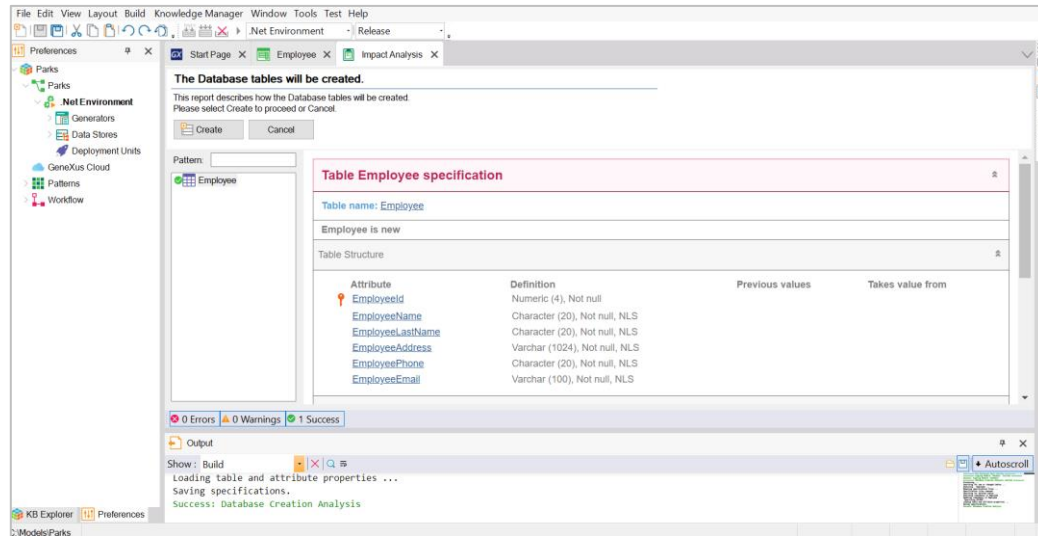 File Edit View Layout Build Knowledge Manager Window Tools Test Help
.Net Environment Release
Preferences
Start Page Employee Impact Analysis
Parks
Parks
.Net Environment
Generators
Data Stores
Deployment Units
GeneXus Cloud
Patterns
Workflow
The Database tables will be created.
This report describes how the Database tables will be created.
Please select Create to proceed or Cancel.
Create Cancel
Pattern:
Employee
Table Employee specification
Table name: Employee
Employee is new
Table Structure
Attribute Definition Previous values Takes value from
EmployeeId Numeric (4), Not null
EmployeeName Character (20), Not null, NLS
EmployeeLastName Character (20), Not null, NLS
EmployeeAddress Varchar (1024), Not null, NLS
EmployeePhone Character (20), Not null, NLS
EmployeeEmail Varchar (100), Not null, NLS
0 Errors 0 Warnings 1 Success
Output
Show: Build Autoscroll
Loading table and attribute properties ...
Saving specifications.
Success: Database Creation Analysis
KB Explorer Preferences
C:\Models\Parks